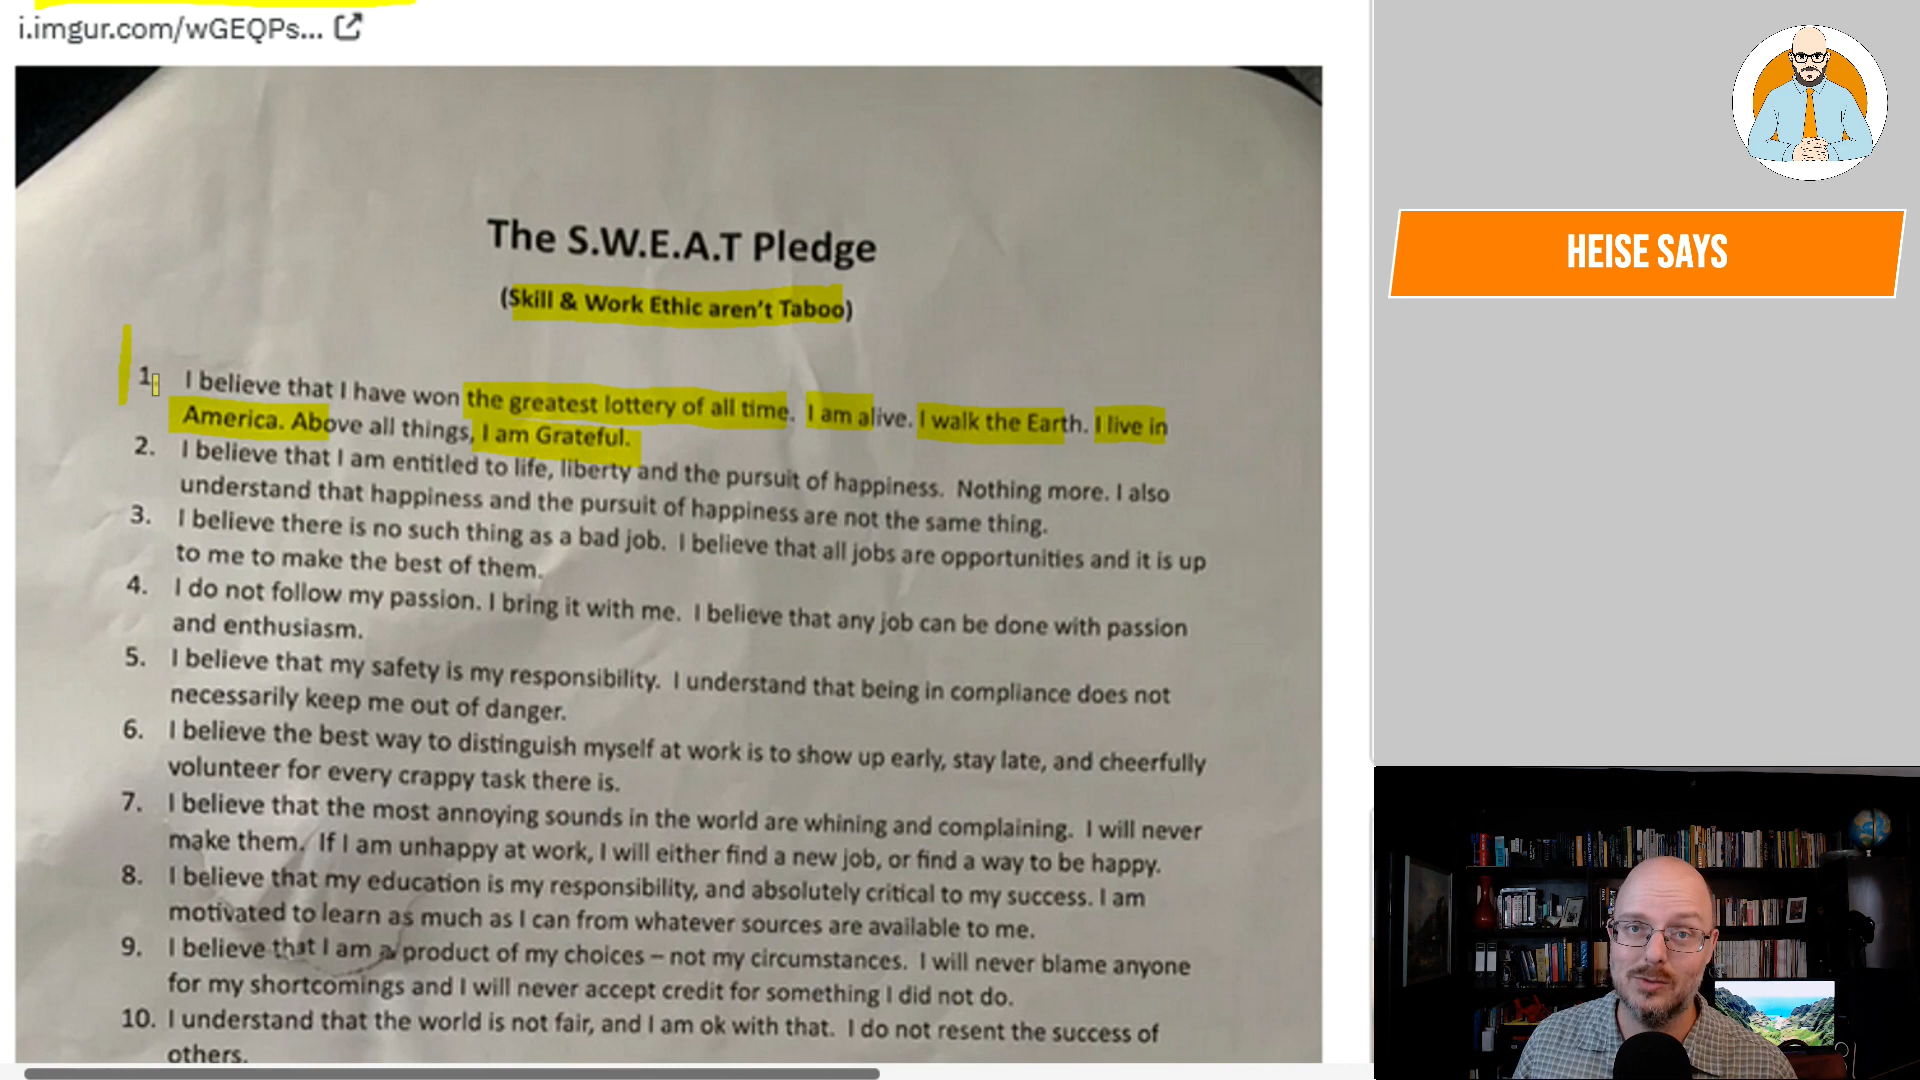 i.imgur.com/wGEQPs...
The S.W.E.A.T Pledge
(Skill & Work Ethic aren't Taboo)
1. I believe that I have won the greatest lottery of all time. I am alive. I walk the Earth. I live in
America. Above all things, I am Grateful.
2. I believe that I am entitled to life, liberty and the pursuit of happiness. Nothing more. I also
understand that happiness and the pursuit of happiness are not the same thing.
3. I believe there is no such thing as a bad job. I believe that all jobs are opportunities and it is up
to me to make the best of them.
4. I do not follow my passion. I bring it with me. I believe that any job can be done with passion
and enthusiasm.
5. I believe that my safety is my responsibility. I understand that being in compliance does not
necessarily keep me out of danger.
6. I believe the best way to distinguish myself at work is to show up early, stay late, and cheerfully
volunteer for every crappy task there is.
7. I believe that the most annoying sounds in the world are whining and complaining. I will never
make them. If I am unhappy at work, I will either find a new job, or find a way to be happy.
8. I believe that my education is my responsibility, and absolutely critical to my success. I am
motivated to learn as much as I can from whatever sources are available to me.
9. I believe that I am a product of my choices – not my circumstances. I will never blame anyone
for my shortcomings and I will never accept credit for something I did not do.
10. I understand that the world is not fair, and I am ok with that. I do not resent the success of
others.
HEISE SAYS